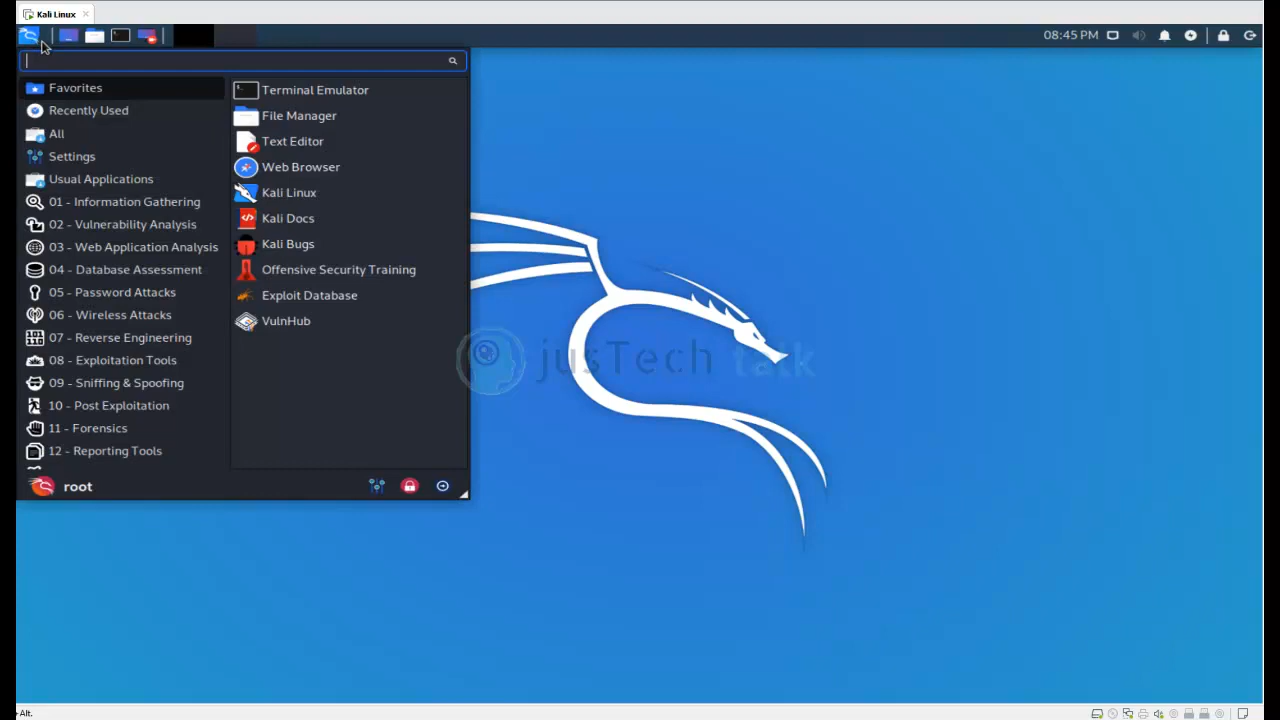 Kali Linux
08:45 PM
Favorites
Recently Used
All
Settings
Usual Applications
01 - Information Gathering
02 - Vulnerability Analysis
03 - Web Application Analysis
04 - Database Assessment
05 - Password Attacks
06 - Wireless Attacks
07 - Reverse Engineering
08 - Exploitation Tools
09 - Sniffing & Spoofing
10 - Post Exploitation
11 - Forensics
12 - Reporting Tools
Terminal Emulator
File Manager
Text Editor
Web Browser
Kali Linux
Kali Docs
Kali Bugs
Offensive Security Training
Exploit Database
VulnHub
root
jusTech talk
Alt.